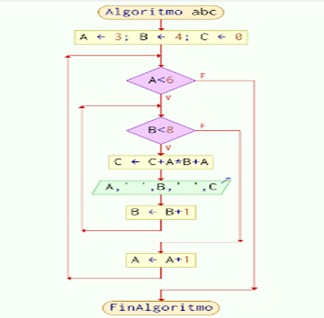 Algoritmo abc
A ← 3; B ← 4; C ← 0
A<6
F
V
B<8
F
V
C ← C+A*B+A
A,' ',B,' ',C
B ← B+1
A ← A+1
FinAlgoritmo